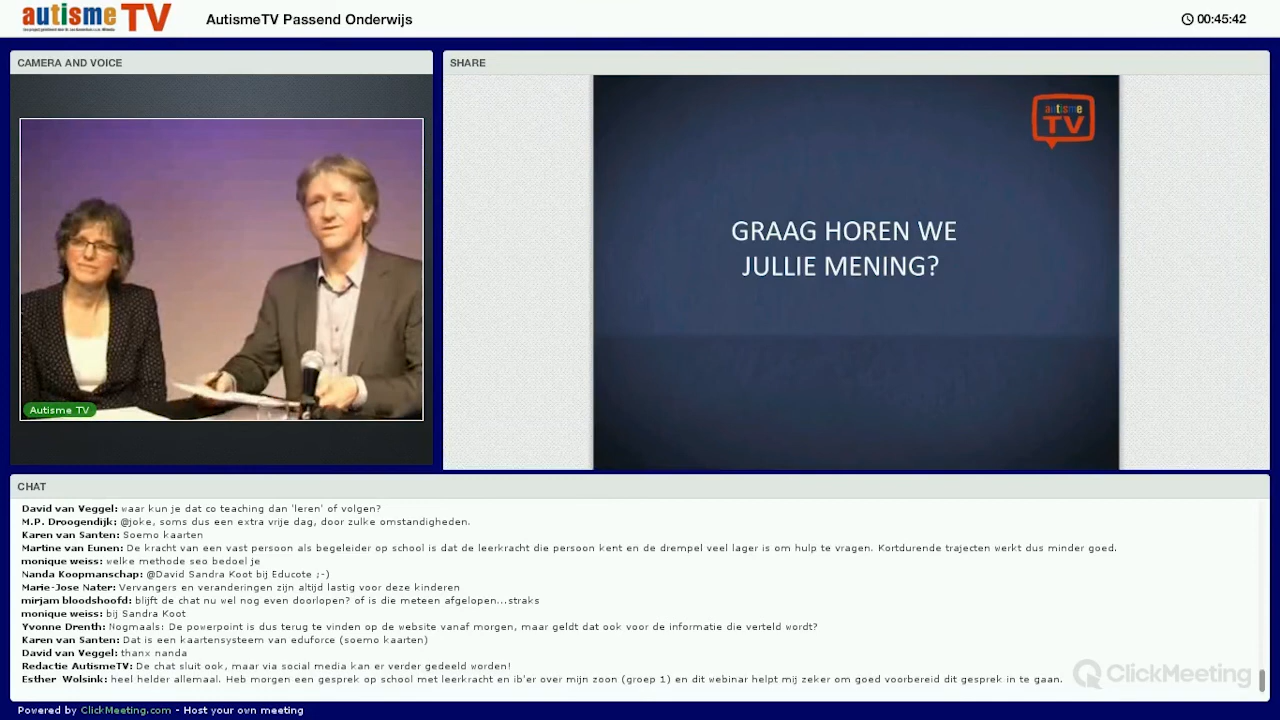 autisme TV
AutismeTV Passend Onderwijs
00:45:42
CAMERA AND VOICE
SHARE
autisme
TV
GRAAG HOREN WE
JULLIE MENING?
Autisme TV
CHAT
David van Veggel: waar kun je dat co teaching dan 'leren' of volgen?
M.P. Droogendijk: @joke, soms dus een extra vrije dag, door zulke omstandigheden.
Karen van Santen: Soemo kaarten
Martine van Eunen: De kracht van een vast persoon als begeleider op school is dat de leerkracht die persoon kent en de drempel veel lager is om hulp te vragen. Kortdurende trajecten werkt dus minder goed.
monique weiss: welke methode seo bedoel je
Nanda Koopmanschap: @David Sandra Koot bij Educote ;-)
Marie-Jose Nater: Vervangers en veranderingen zijn altijd lastig voor deze kinderen
mirjam bloodshoofd: blijft de chat nu wel nog even doorlopen? of is die meteen afgelopen...straks
monique weiss: bij Sandra Koot
Yvonne Drenth: Nogmaals: De powerpoint is dus terug te vinden op de website vanaf morgen, maar geldt dat ook voor de informatie die verteld wordt?
Karen van Santen: Dat is een kaartensysteem van eduforce (soemo kaarten)
David van Veggel: thanx nanda
Redactie AutismeTV: De chat sluit ook, maar via social media kan er verder gedeeld worden!
Esther Wolsink: heel helder allemaal. Heb morgen een gesprek op school met leerkracht en ib'er over mijn zoon (groep 1) en dit webinar helpt mij zeker om goed voorbereid dit gesprek in te gaan.
ClickMeeting
Powered by ClickMeeting.com - Host your own meeting